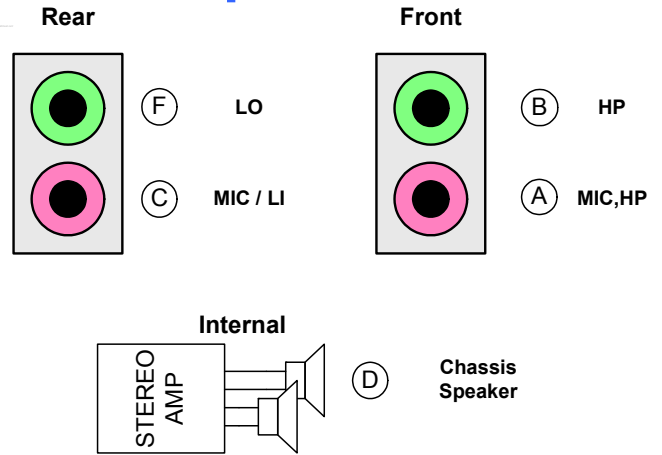 Rear
Front
F
LO
B
HP
C
MIC / LI
A
MIC,HP
Internal
STEREO
AMP
D
Chassis
Speaker